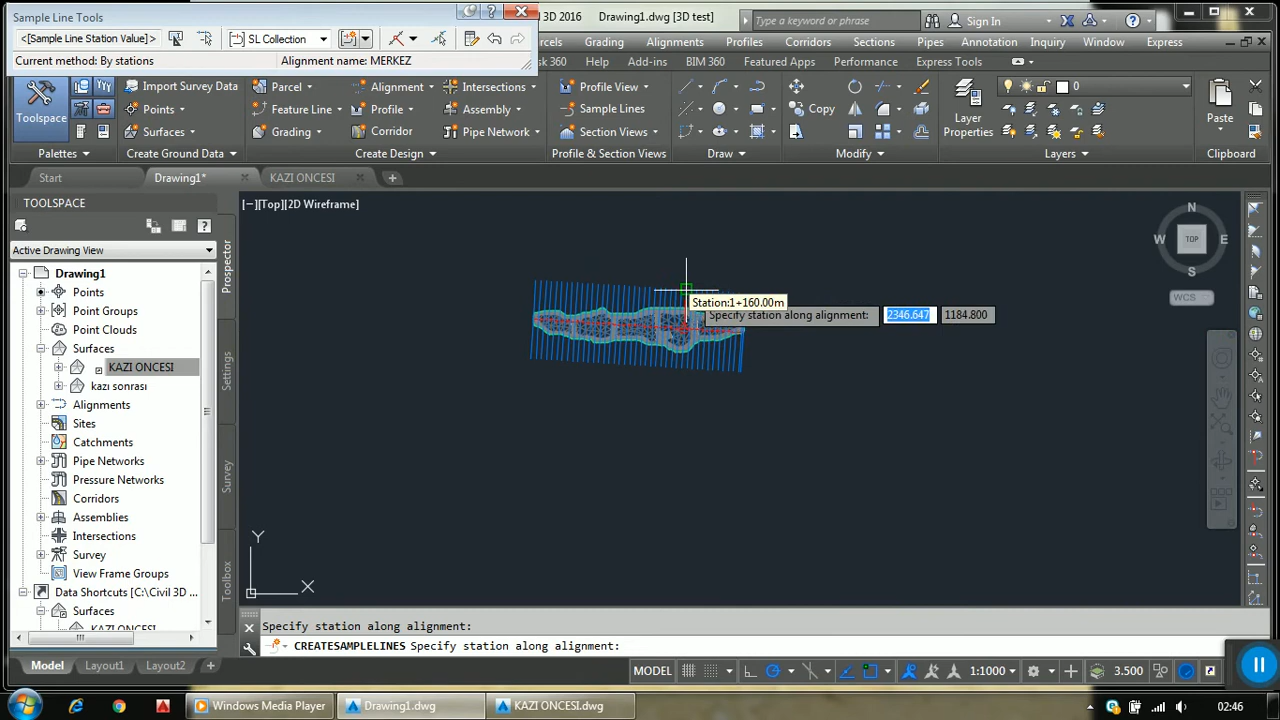 Sample Line Tools
3D 2016 Drawing1.dwg [3D test]
Type a keyword or phrase
Sign In
<[Sample Line Station Value]>
SL Collection
Current method: By stations
Alignment name: MERKEZ
Grading Alignments Profiles Corridors Sections Pipes Annotation Inquiry Window Express
Help Add-ins BIM 360 Featured Apps Performance Express Tools
Import Survey Data
Points
Surfaces
Parcel
Feature Line
Grading
Alignment
Profile
Corridor
Intersections
Assembly
Pipe Network
Profile View
Sample Lines
Section Views
Copy
Layer
Properties
0
Paste
Toolspace
Palettes
Create Ground Data
Create Design
Profile & Section Views
Draw
Modify
Layers
Clipboard
Start
Drawing1*
KAZI ONCESI
TOOLSPACE
Active Drawing View
Drawing1
Points
Point Groups
Point Clouds
Surfaces
KAZI ONCESI
kazı sonrası
Alignments
Sites
Catchments
Pipe Networks
Pressure Networks
Corridors
Assemblies
Intersections
Survey
View Frame Groups
Data Shortcuts [C:\Civil 3D ...
Surfaces
KAZI ONCESI
Prospector
Settings
Survey
Toolbox
[−][Top][2D Wireframe]
Station:1+160.00m
Specify station along alignment:
2346.647
1184.800
N
W
TOP
E
S
WCS
Y
X
Specify station along alignment:
CREATESAMPLELINES Specify station along alignment:
Model
Layout1
Layout2
MODEL
1:1000
3.500
Windows Media Player
Drawing1.dwg
KAZI ONCESI.dwg
02:46